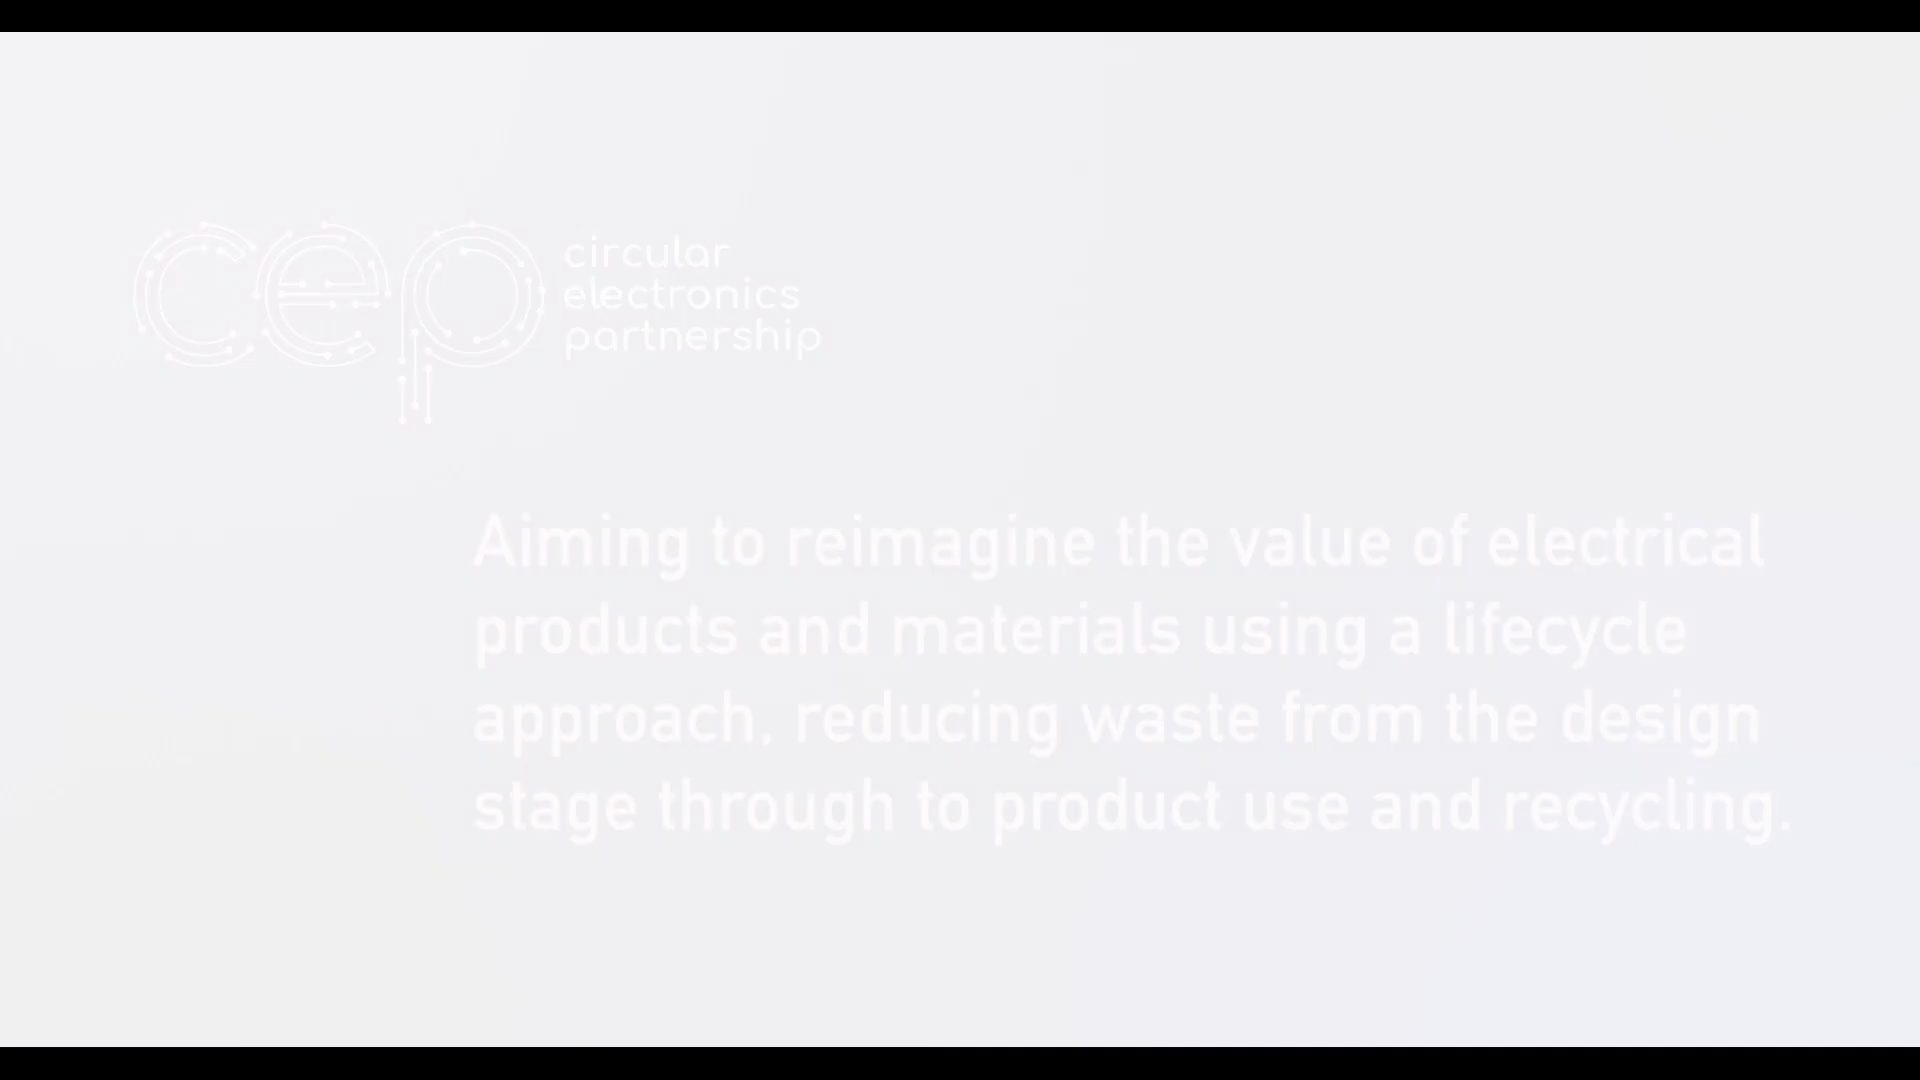 cep
circular
electronics
partnership
Aiming to reimagine the value of electrical
products and materials using a lifecycle
approach, reducing waste from the design
stage through to product use and recycling.